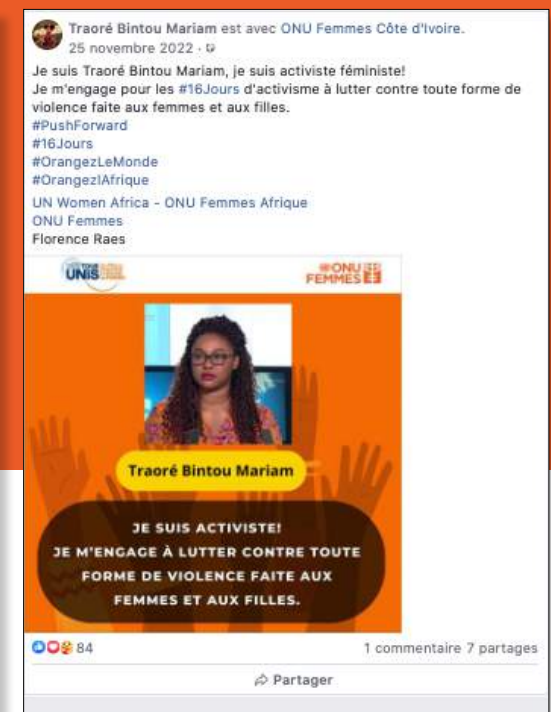 Traoré Bintou Mariam est avec ONU Femmes Côte d'Ivoire.
25 novembre 2022 ·
Je suis Traoré Bintou Mariam, je suis activiste féministe!
Je m'engage pour les #16Jours d'activisme à lutter contre toute forme de
violence faite aux femmes et aux filles.
#PushForward
#16Jours
#OrangezLeMonde
#OrangezlAfrique
UN Women Africa - ONU Femmes Afrique
ONU Femmes
Florence Raes
UNIS
ONU
FEMMES
Traoré Bintou Mariam
JE SUIS ACTIVISTE!
JE M'ENGAGE À LUTTER CONTRE TOUTE
FORME DE VIOLENCE FAITE AUX
FEMMES ET AUX FILLES.
84
1 commentaire 7 partages
Partager